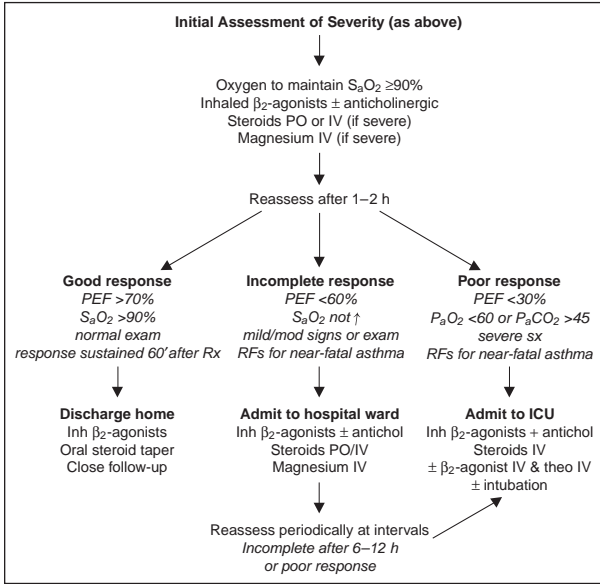 Initial Assessment of Severity (as above)
Oxygen to maintain SaO2 ≥90%
Inhaled β2-agonists ± anticholinergic
Steroids PO or IV (if severe)
Magnesium IV (if severe)
Reassess after 1–2 h
Good response
PEF >70%
SaO2 >90%
normal exam
response sustained 60′ after Rx
Incomplete response
PEF <60%
SaO2 not ↑
mild/mod signs or exam
RFs for near-fatal asthma
Poor response
PEF <30%
PaO2 <60 or PaCO2 >45
severe sx
RFs for near-fatal asthma
Discharge home
Inh β2-agonists
Oral steroid taper
Close follow-up
Admit to hospital ward
Inh β2-agonists ± antichol
Steroids PO/IV
Magnesium IV
Admit to ICU
Inh β2-agonists + antichol
Steroids IV
± β2-agonist IV & theo IV
± intubation
Reassess periodically at intervals
Incomplete after 6–12 h
or poor response